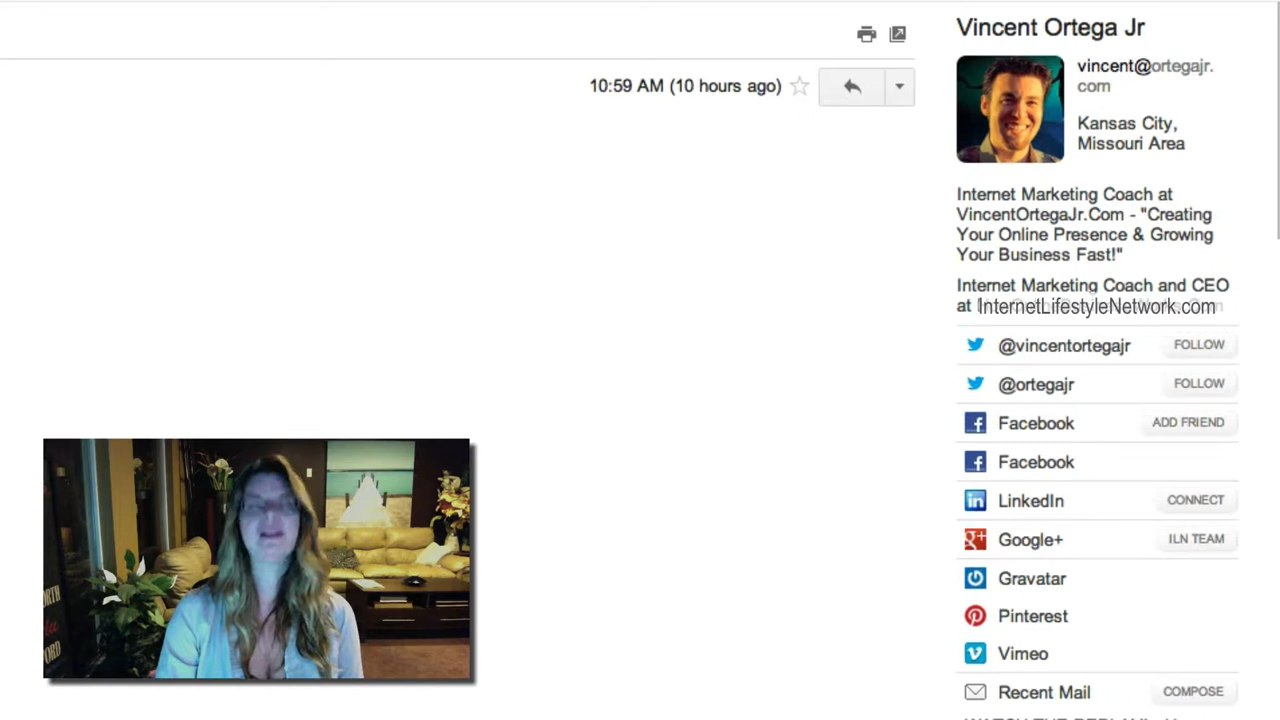 Vincent Ortega Jr
10:59 AM (10 hours ago)
vincent@ortegajr.
com
Kansas City,
Missouri Area
Internet Marketing Coach at
VincentOrtegaJr.Com - "Creating
Your Online Presence & Growing
Your Business Fast!"
Internet Marketing Coach and CEO
at InternetLifestyleNetwork.com
@vincentortegajr FOLLOW
@ortegajr FOLLOW
Facebook ADD FRIEND
Facebook
LinkedIn CONNECT
Google+ ILN TEAM
Gravatar
Pinterest
Vimeo
Recent Mail COMPOSE